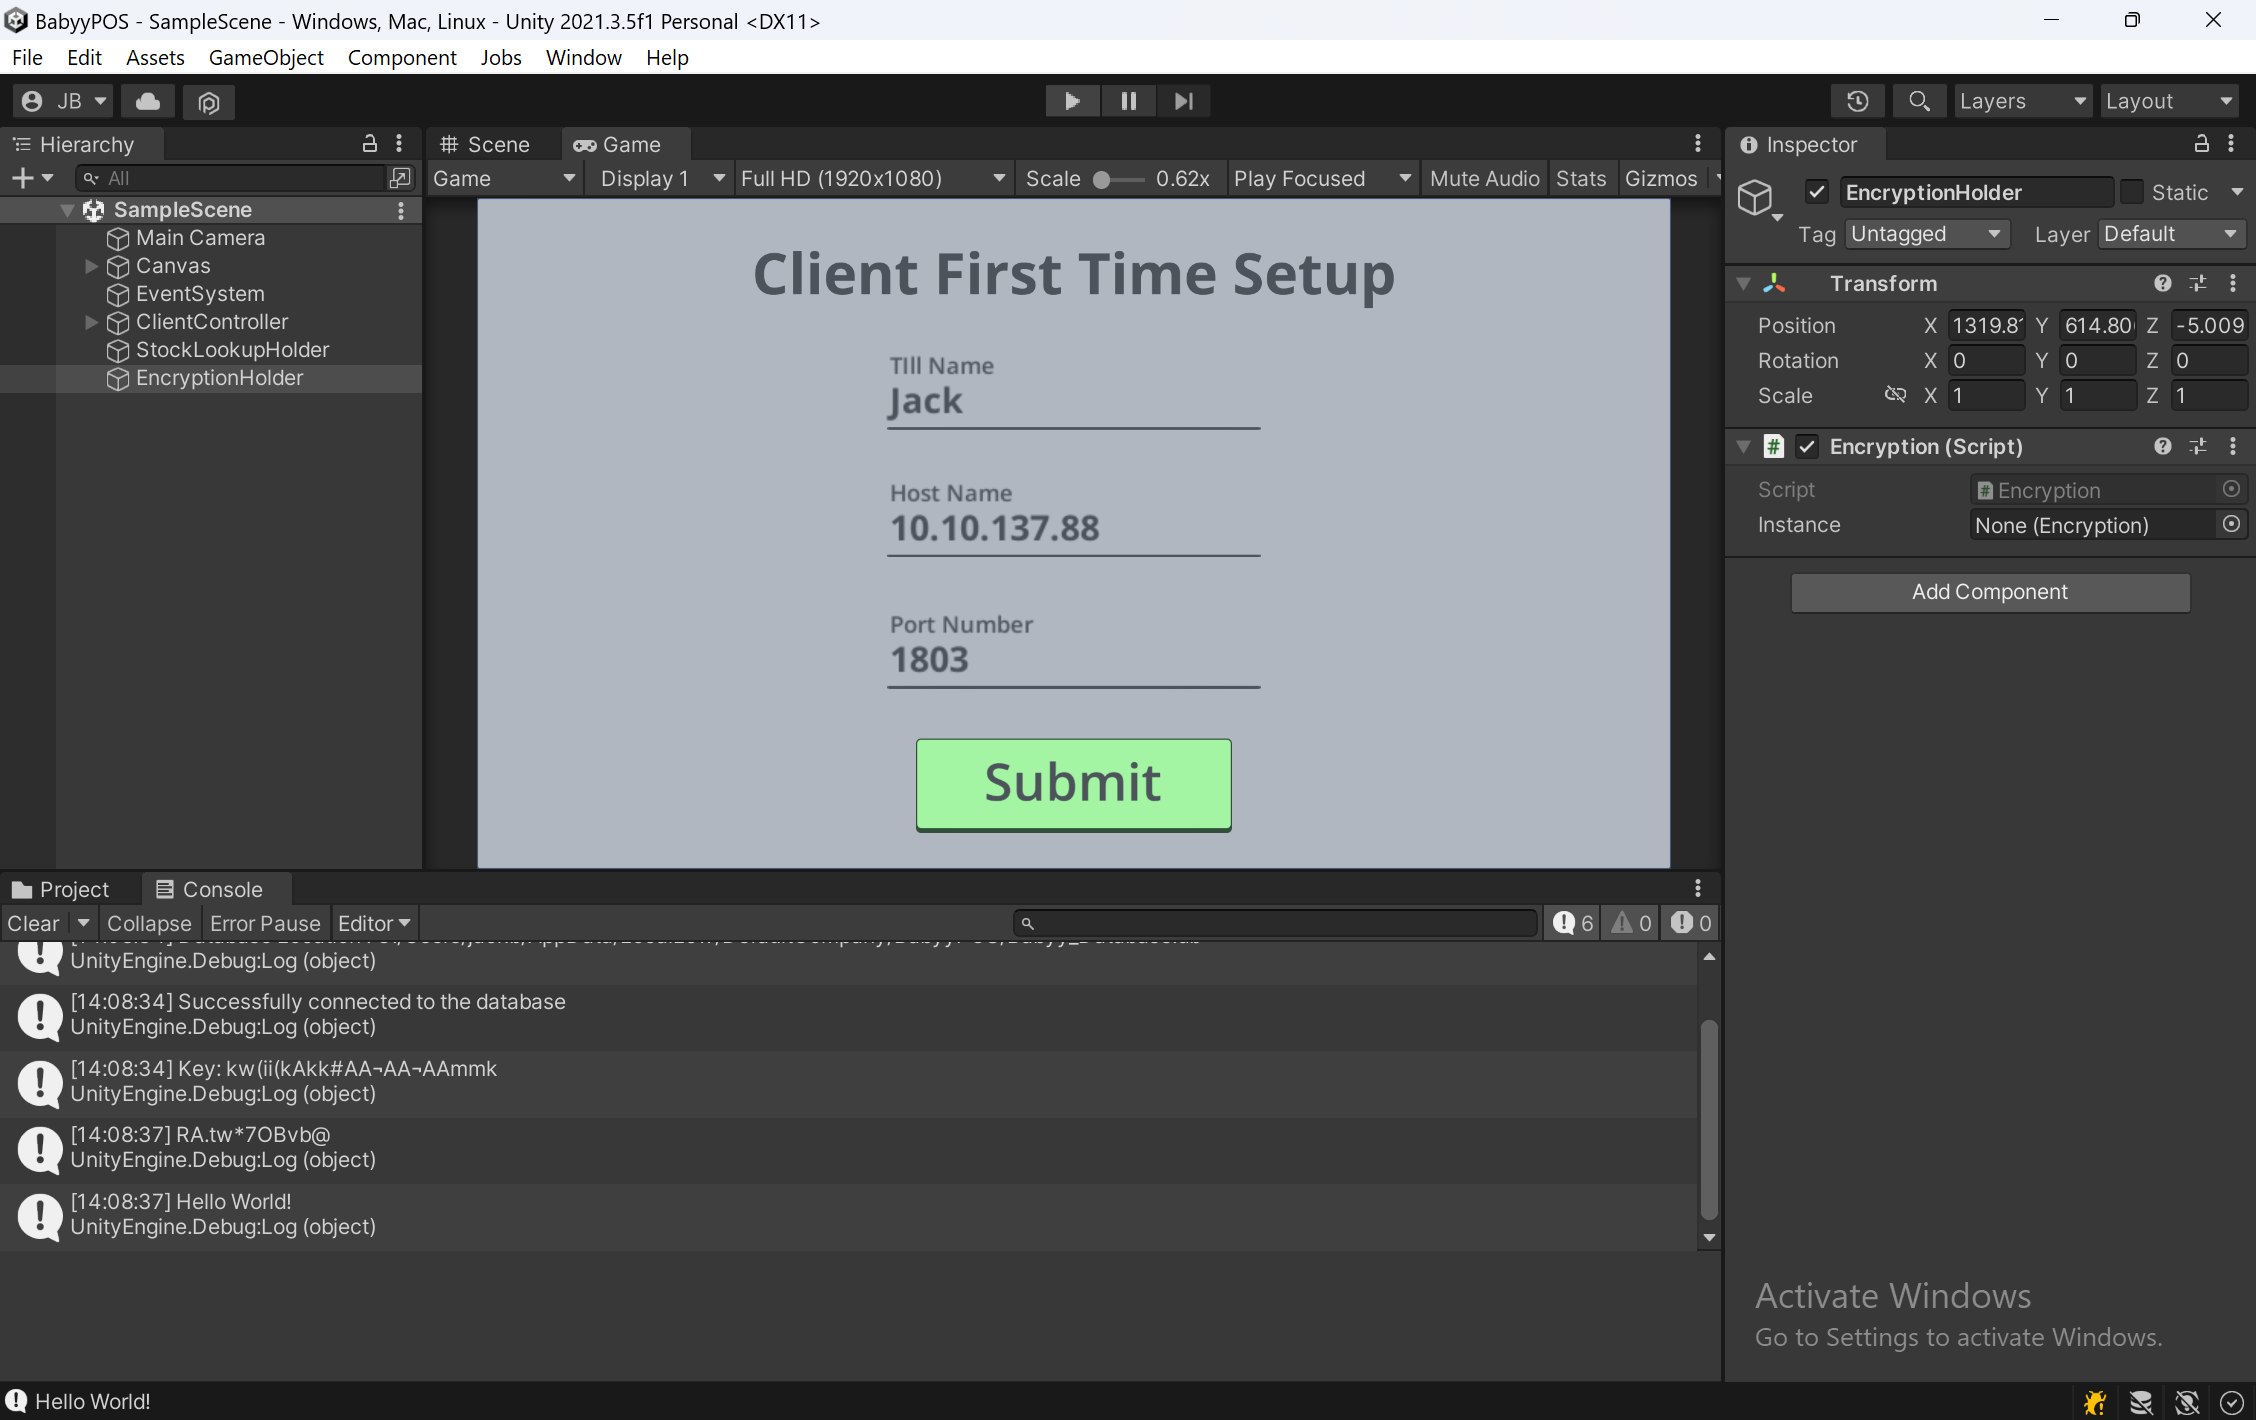 BabyyPOS - SampleScene - Windows, Mac, Linux - Unity 2021.3.5f1 Personal <DX11>
File Edit Assets GameObject Component Jobs Window Help
JB Layers Layout
Hierarchy
All
SampleScene
Main Camera
Canvas
EventSystem
ClientController
StockLookupHolder
EncryptionHolder
Scene Game
Game Display 1 Full HD (1920x1080) Scale 0.62x Play Focused Mute Audio Stats Gizmos
Client First Time Setup
TIll Name
Jack
Host Name
10.10.137.88
Port Number
1803
Submit
Inspector
EncryptionHolder Static
Tag Untagged Layer Default
Transform
Position X 1319.8 Y 614.80 Z -5.009
Rotation X 0 Y 0 Z 0
Scale X 1 Y 1 Z 1
# Encryption (Script)
Script # Encryption
Instance None (Encryption)
Add Component
Project Console
Clear Collapse Error Pause Editor 6 0 0
UnityEngine.Debug:Log (object)
[14:08:34] Successfully connected to the database
UnityEngine.Debug:Log (object)
[14:08:34] Key: kw(ii(kAkk#AA¬AA¬AAmmk
UnityEngine.Debug:Log (object)
[14:08:37] RA.tw*7OBvb@
UnityEngine.Debug:Log (object)
[14:08:37] Hello World!
UnityEngine.Debug:Log (object)
Activate Windows
Go to Settings to activate Windows.
Hello World!